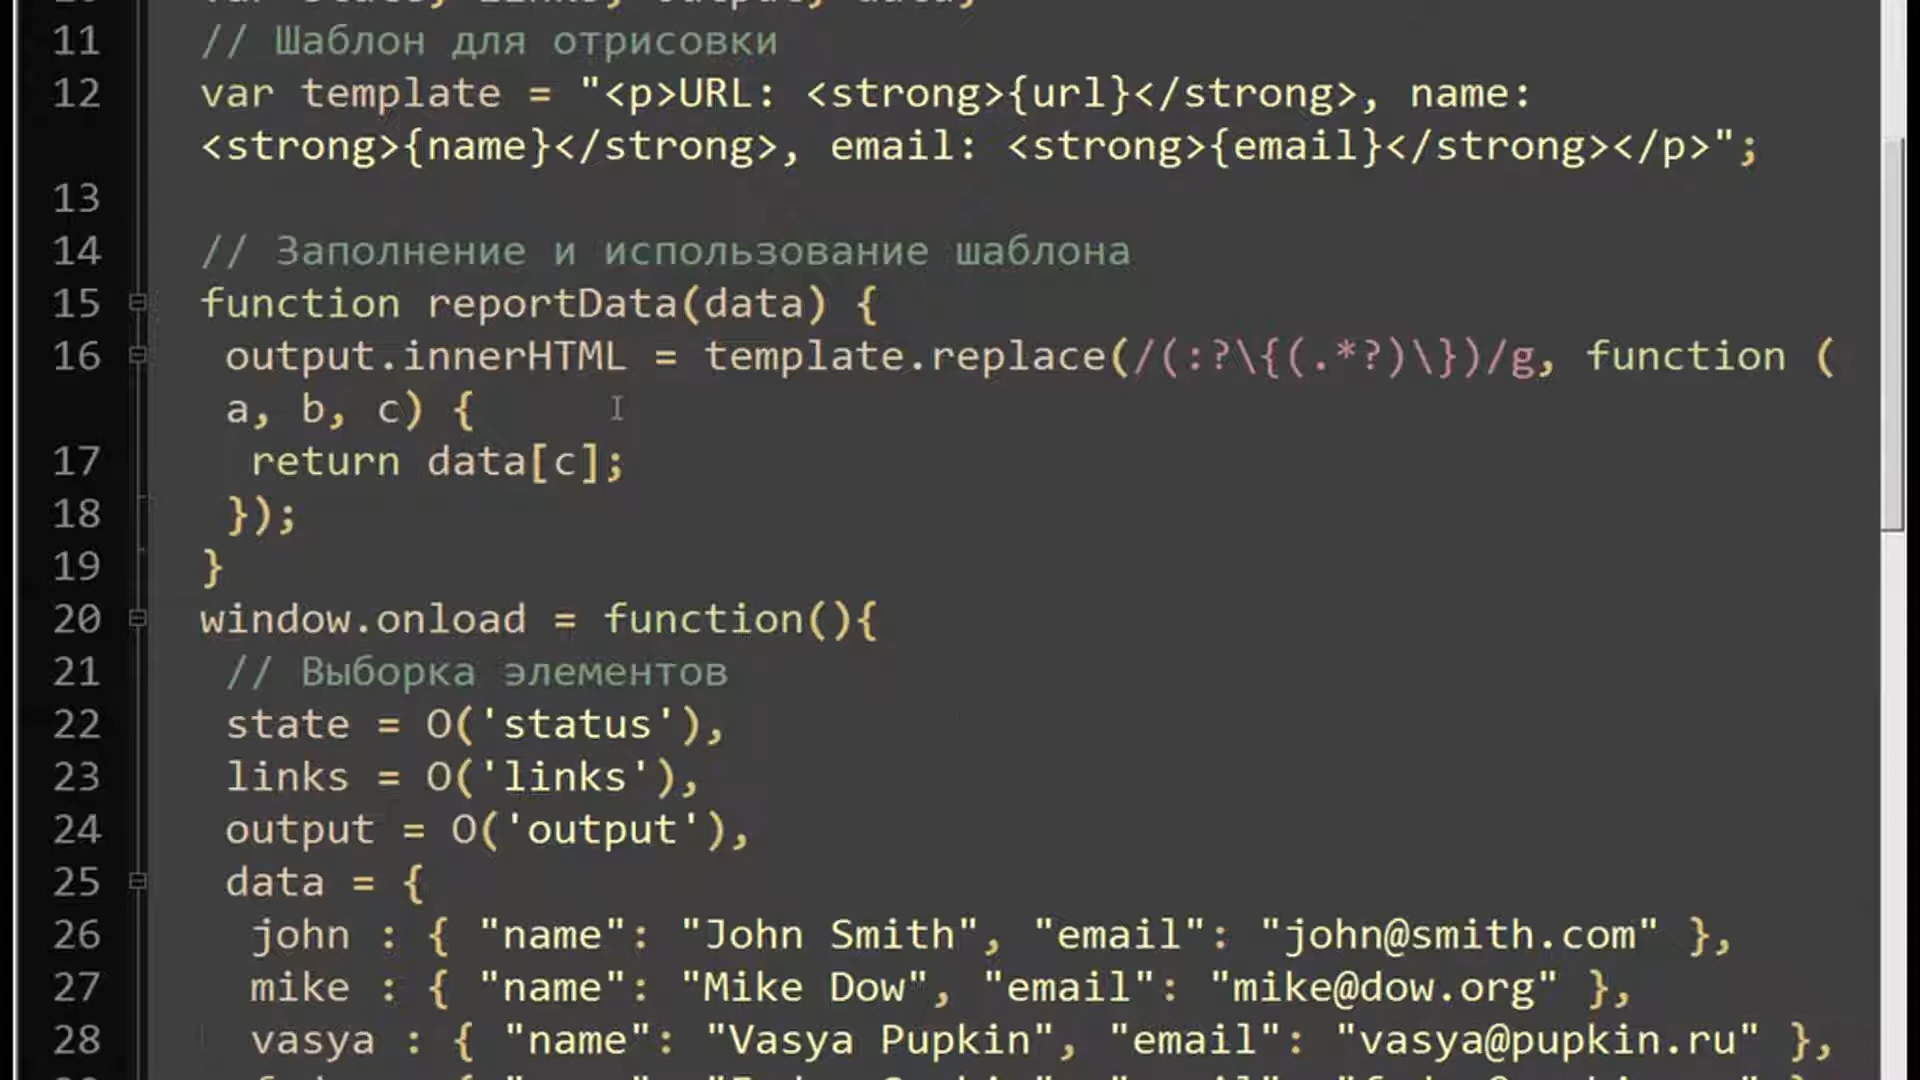 11 // Шаблон для отрисовки
12 var template = "<p>URL: <strong>{url}</strong>, name:
<strong>{name}</strong>, email: <strong>{email}</strong></p>";
13
14 // Заполнение и использование шаблона
15 function reportData(data) {
16 output.innerHTML = template.replace(/(:?\{(.*?)\})/g, function (
a, b, c) {
17 return data[c];
18 });
19 }
20 window.onload = function(){
21 // Выборка элементов
22 state = O('status'),
23 links = O('links'),
24 output = O('output'),
25 data = {
26 john : { "name": "John Smith", "email": "john@smith.com" },
27 mike : { "name": "Mike Dow", "email": "mike@dow.org" },
28 vasya : { "name": "Vasya Pupkin", "email": "vasya@pupkin.ru" },